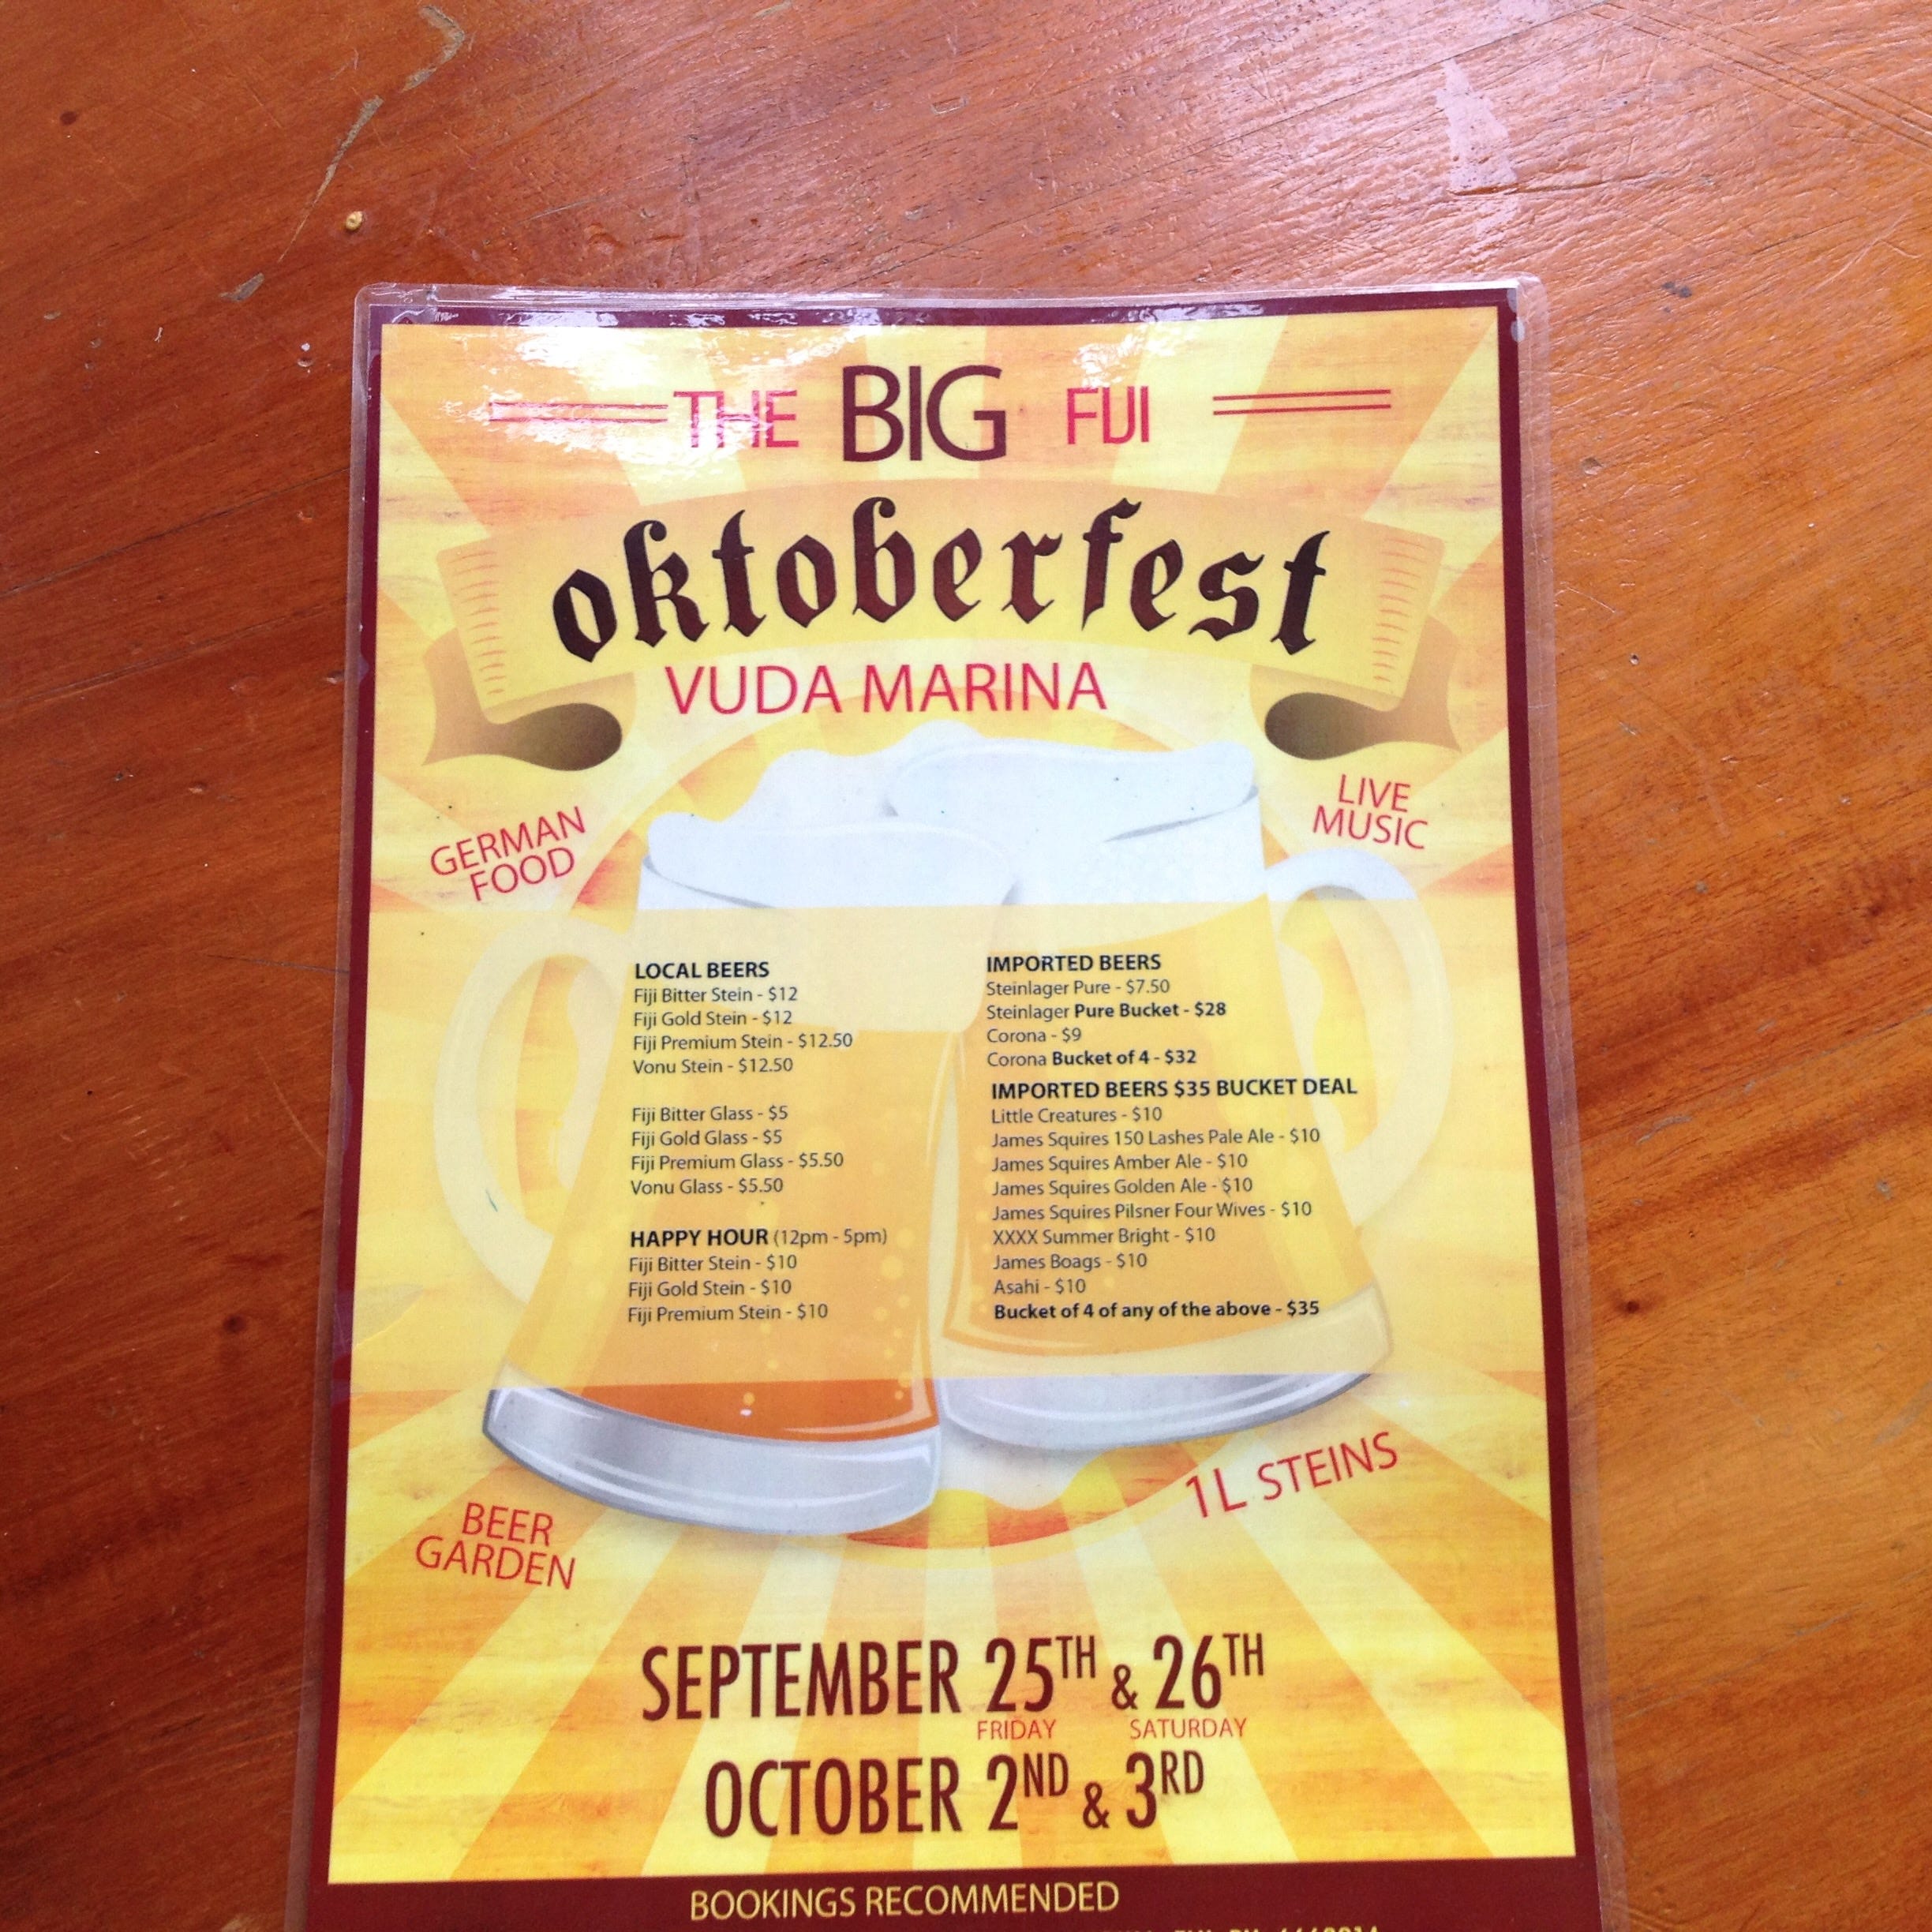 THE BIG FIJI
oktoberfest
VUDA MARINA
GERMAN
FOOD
LIVE
MUSIC
LOCAL BEERS
Fiji Bitter Stein - $12
Fiji Gold Stein - $12
Fiji Premium Stein - $12.50
Vonu Stein - $12.50
Fiji Bitter Glass - $5
Fiji Gold Glass - $5
Fiji Premium Glass - $5.50
Vonu Glass - $5.50
HAPPY HOUR (12pm - 5pm)
Fiji Bitter Stein - $10
Fiji Gold Stein - $10
Fiji Premium Stein - $10
IMPORTED BEERS
Steinlager Pure - $7.50
Steinlager Pure Bucket - $28
Corona - $9
Corona Bucket of 4 - $32
IMPORTED BEERS $35 BUCKET DEAL
Little Creatures - $10
James Squires 150 Lashes Pale Ale - $10
James Squires Amber Ale - $10
James Squires Golden Ale - $10
James Squires Pilsner Four Wives - $10
XXXX Summer Bright - $10
James Boags - $10
Asahi - $10
Bucket of 4 of any of the above - $35
BEER
GARDEN
1L STEINS
SEPTEMBER 25TH & 26TH
FRIDAY SATURDAY
OCTOBER 2ND & 3RD
BOOKINGS RECOMMENDED